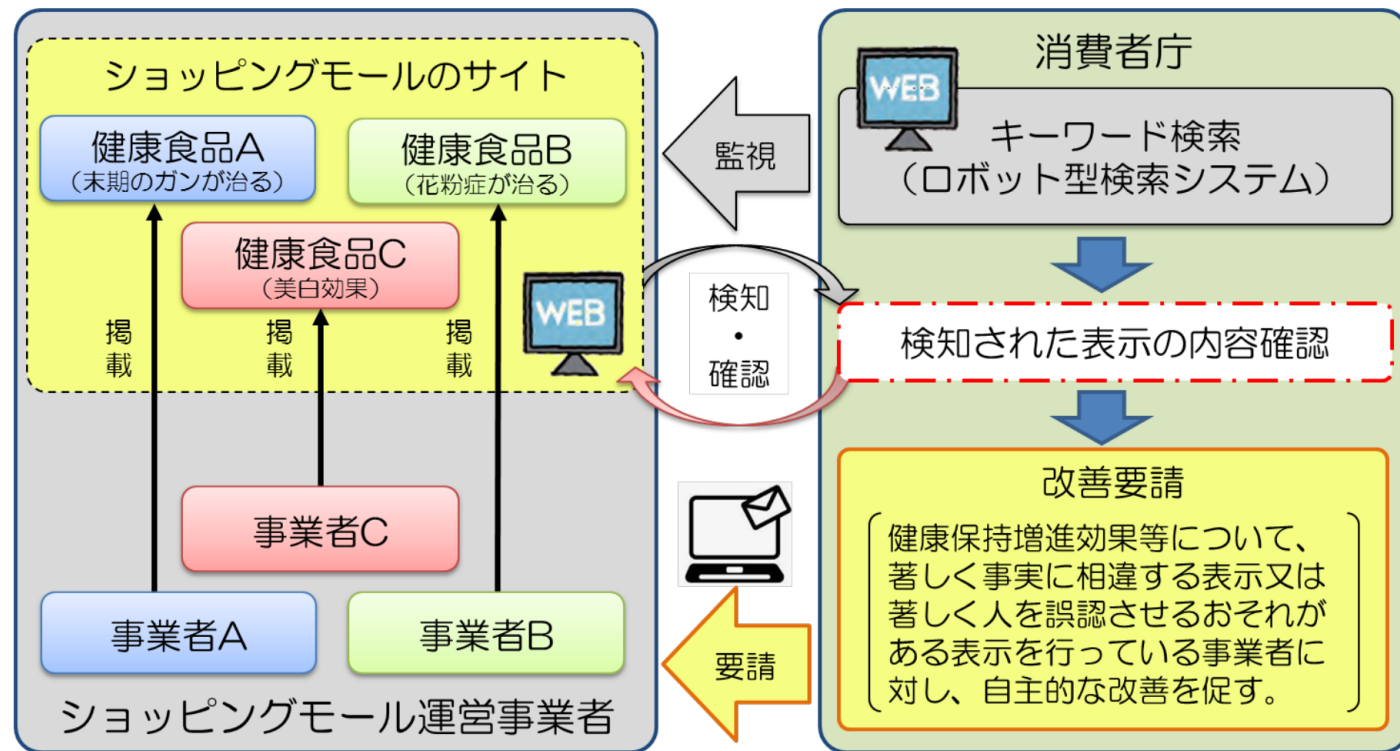 ショッピングモールのサイト
健康食品A
(末期のガンが治る)
健康食品B
(花粉症が治る)
健康食品C
(美白効果)
WEB
掲載
掲載
掲載
事業者C
事業者A
事業者B
ショッピングモール運営事業者
監視
検知
・
確認
要請
消費者庁
WEB
キーワード検索
(ロボット型検索システム)
検知された表示の内容確認
改善要請
健康保持増進効果等について、
著しく事実に相違する表示又は
著しく人を誤認させるおそれが
ある表示を行っている事業者に
対し、自主的な改善を促す。